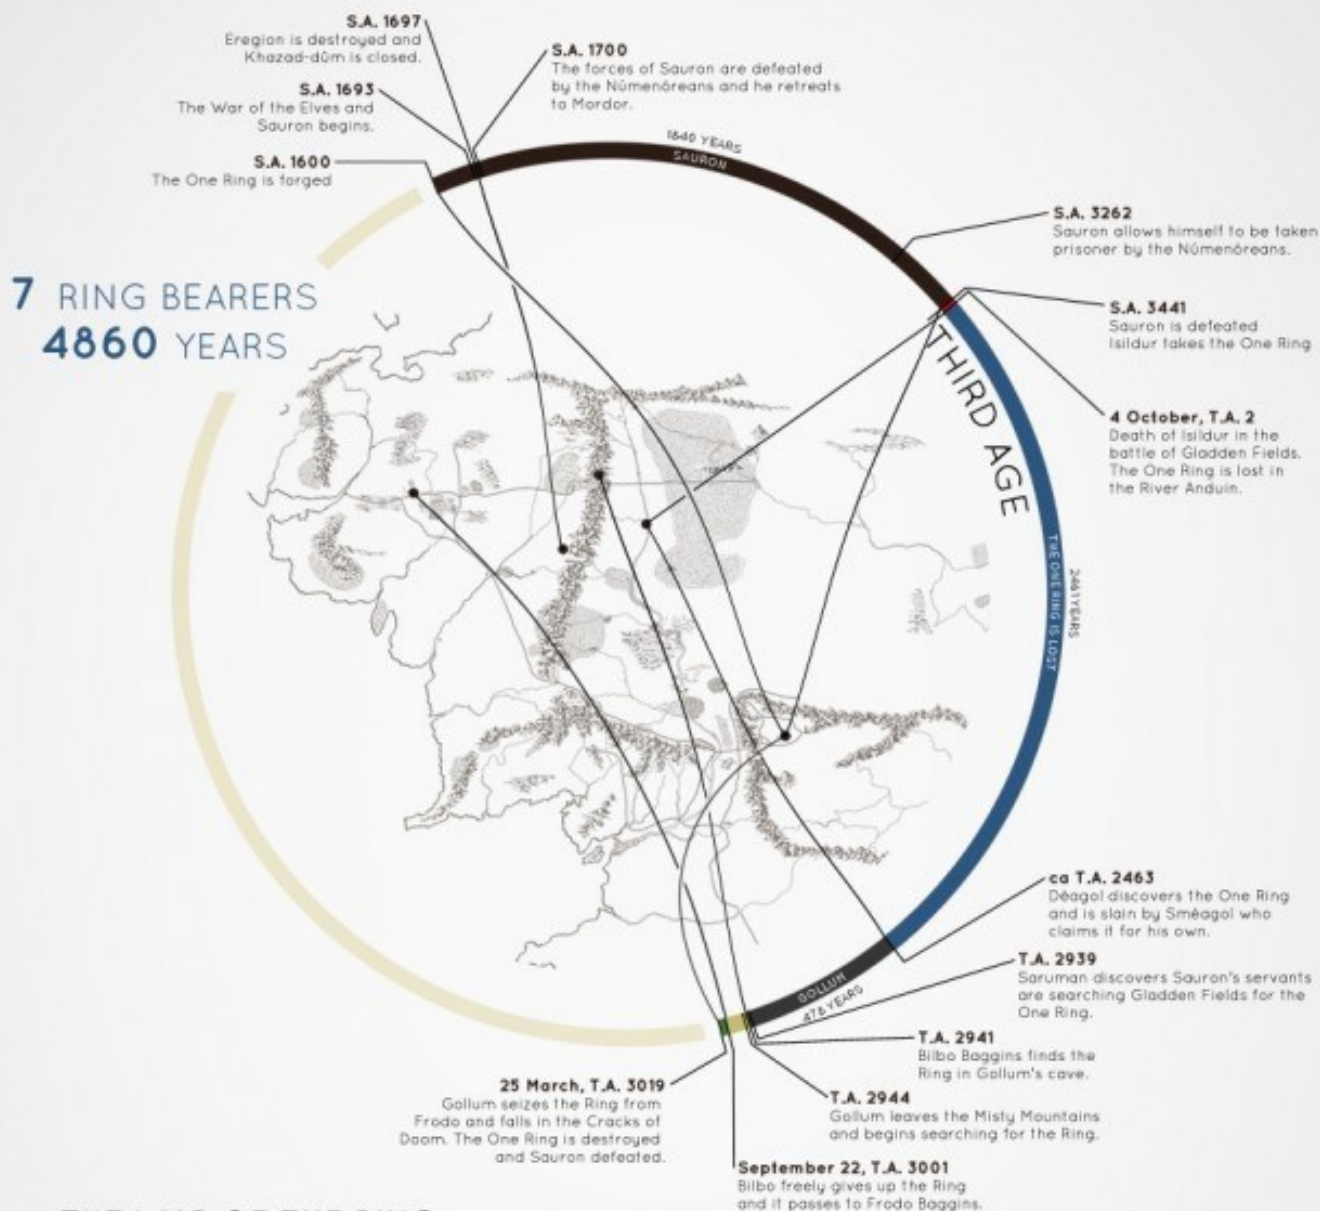 S.A. 1697
Eregion is destroyed and
Khazad-dûm is closed.
S.A. 1700
The forces of Sauron are defeated
by the Númenóreans and he retreats
to Mordor.
S.A. 1693
The War of the Elves and
Sauron begins.
S.A. 1600
The One Ring is forged
1840 YEARS
SAURON
S.A. 3262
Sauron allows himself to be taken
prisoner by the Númenóreans.
7 RING BEARERS
4860 YEARS
S.A. 3441
Sauron is defeated
Isildur takes the One Ring
THIRD AGE
4 October, T.A. 2
Death of Isildur in the
battle of Gladden Fields.
The One Ring is lost in
the River Anduin.
THE ONE RING IS LOST
2461 YEARS
ca T.A. 2463
Déagol discovers the One Ring
and is slain by Sméagol who
claims it for his own.
T.A. 2939
Saruman discovers Sauron's servants
are searching Gladden Fields for the
One Ring.
GOLLUM
478 YEARS
T.A. 2941
Bilbo Baggins finds the
Ring in Gollum's cave.
25 March, T.A. 3019
Gollum seizes the Ring from
Frodo and falls in the Cracks of
Doom. The One Ring is destroyed
and Sauron defeated.
T.A. 2944
Gollum leaves the Misty Mountains
and begins searching for the Ring.
September 22, T.A. 3001
Bilbo freely gives up the Ring
and it passes to Frodo Baggins.